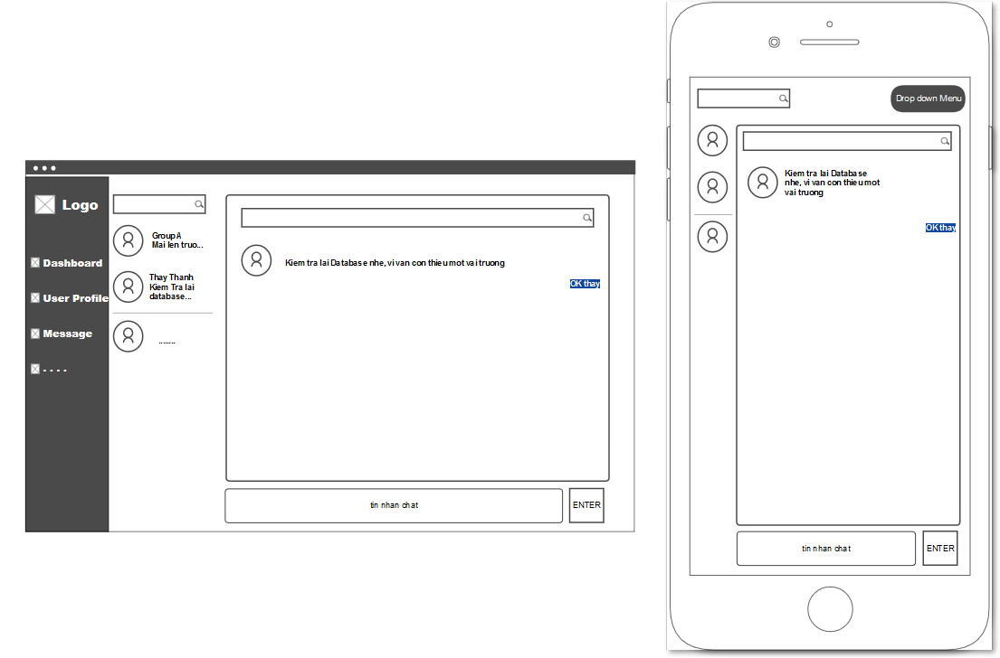 Logo
Dashboard
User Profile
Message
. . . .
Group A
Mai len truo...
Thay Thanh
Kiem Tra lai
database...
........
Kiem tra lai Database nhe, vi van con thieu mot vai truong
OK thay
tin nhan chat
ENTER
Drop down Menu
Kiem tra lai Database
nhe, vi van con thieu mot
vai truong
OK thay
tin nhan chat
ENTER